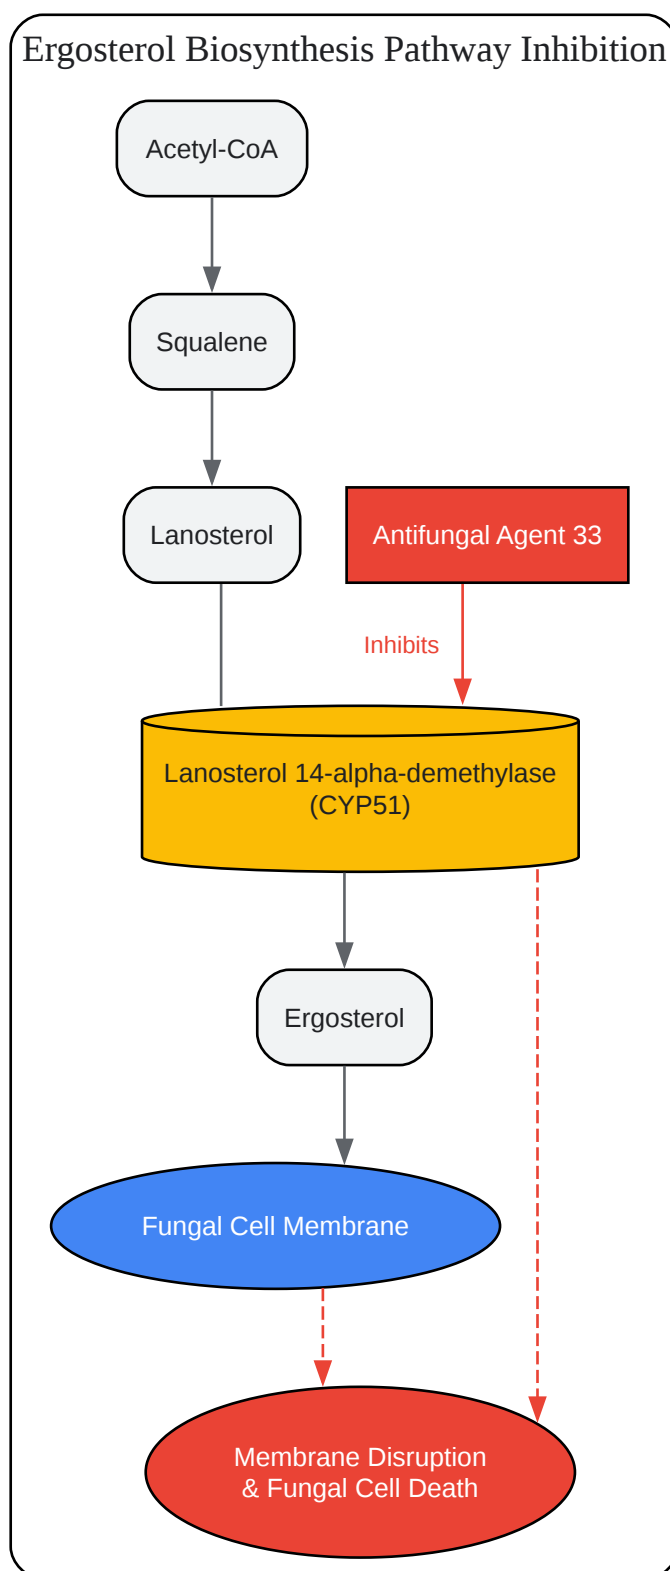 Ergosterol Biosynthesis Pathway Inhibition
Acetyl-CoA
Squalene
Lanosterol
Antifungal Agent 33
Inhibits
Lanosterol 14-alpha-demethylase
(CYP51)
Ergosterol
Fungal Cell Membrane
Membrane Disruption
& Fungal Cell Death